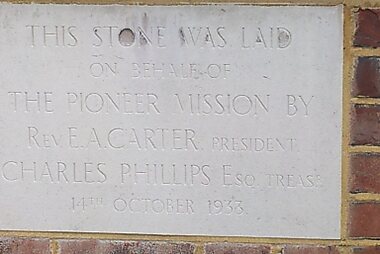 THIS STONE WAS LAID
ON BEHALF OF
THE PIONEER MISSION BY
REV. E.A. CARTER, PRESIDENT
CHARLES PHILLIPS ESQ. TREASR
14TH OCTOBER 1933.